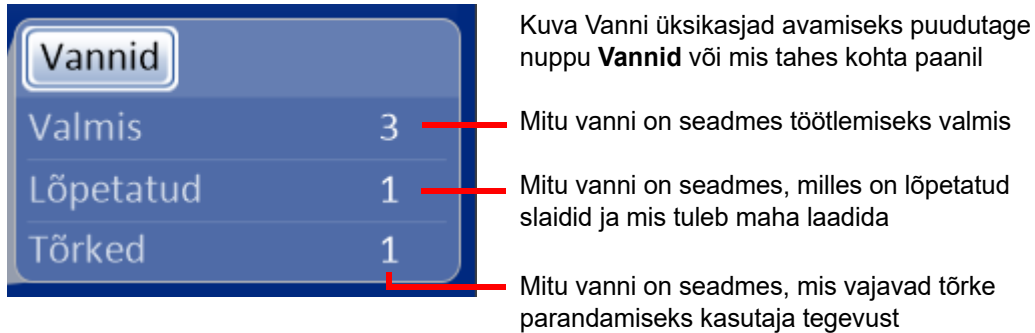 Vannid
Valmis 3
Lõpetatud 1
Tõrked 1
Kuva Vanni üksikasjad avamiseks puudutage
nuppu Vannid või mis tahes kohta paanil
Mitu vanni on seadmes töötlemiseks valmis
Mitu vanni on seadmes, milles on lõpetatud
slaidid ja mis tuleb maha laadida
Mitu vanni on seadmes, mis vajavad tõrke
parandamiseks kasutaja tegevust